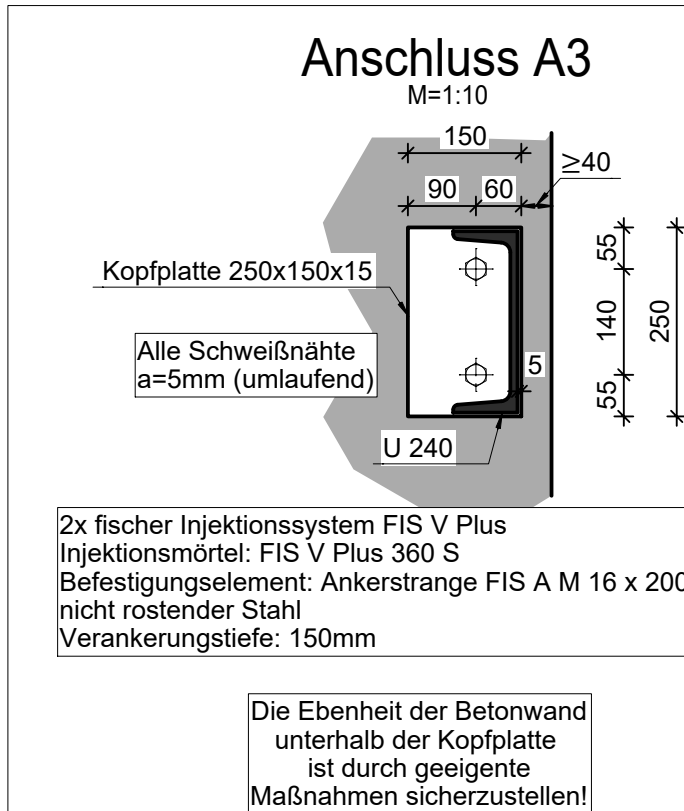 Anschluss A3
M=1:10
150
≥40
90
60
55
Kopfplatte 250x150x15
140
250
Alle Schweißnähte
a=5mm (umlaufend)
5
55
U 240
2x fischer Injektionssystem FIS V Plus
Injektionsmörtel: FIS V Plus 360 S
Befestigungselement: Ankerstrange FIS A M 16 x 200
nicht rostender Stahl
Verankerungstiefe: 150mm
Die Ebenheit der Betonwand
unterhalb der Kopfplatte
ist durch geeigente
Maßnahmen sicherzustellen!